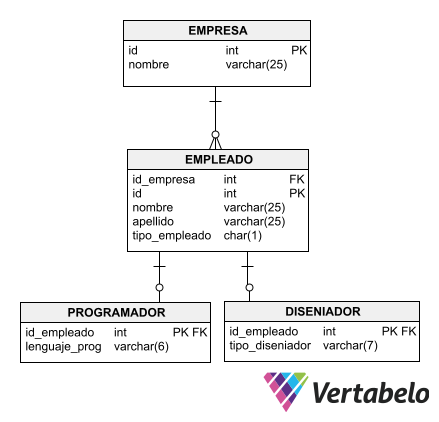 EMPRESA
id int PK
nombre varchar(25)
EMPLEADO
id_empresa int FK
id int PK
nombre varchar(25)
apellido varchar(25)
tipo_empleado char(1)
PROGRAMADOR
id_empleado int PK FK
lenguaje_prog varchar(6)
DISENIADOR
id_empleado int PK FK
tipo_diseniador varchar(7)
Vertabelo